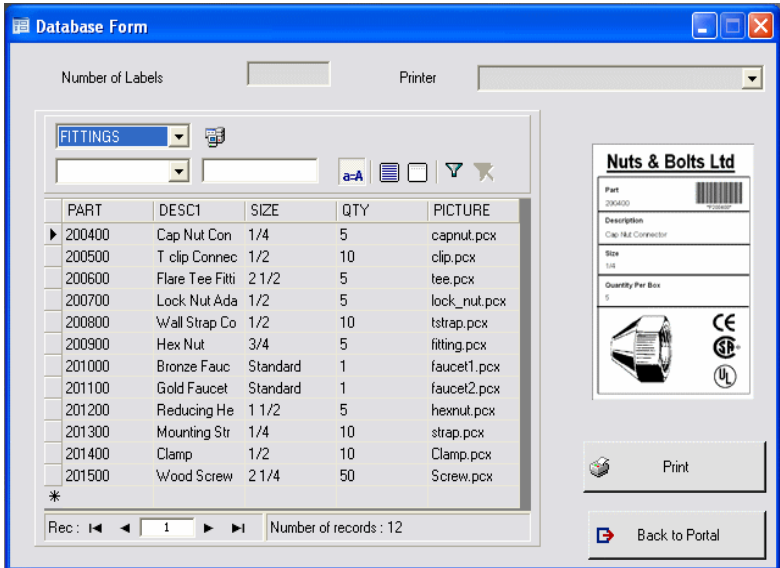 Database Form
Number of Labels Printer
FITTINGS
a=A
PART DESC1 SIZE QTY PICTURE
200400 Cap Nut Con 1/4 5 capnut.pcx
200500 T clip Connec 1/2 10 clip.pcx
200600 Flare Tee Fitti 2 1/2 5 tee.pcx
200700 Lock Nut Ada 1/2 5 lock_nut.pcx
200800 Wall Strap Co 1/2 10 tstrap.pcx
200900 Hex Nut 3/4 5 fitting.pcx
201000 Bronze Fauc Standard 1 faucet1.pcx
201100 Gold Faucet Standard 1 faucet2.pcx
201200 Reducing He 1 1/2 5 hexnut.pcx
201300 Mounting Str 1/4 10 strap.pcx
201400 Clamp 1/2 10 Clamp.pcx
201500 Wood Screw 2 1/4 50 Screw.pcx
Rec : 1 Number of records : 12
Nuts & Bolts Ltd
Part
200400
*P200400*
Description
Cap Nut Connector
Size
1/4
Quantity Per Box
5
CE
SA
UL
Print
Back to Portal